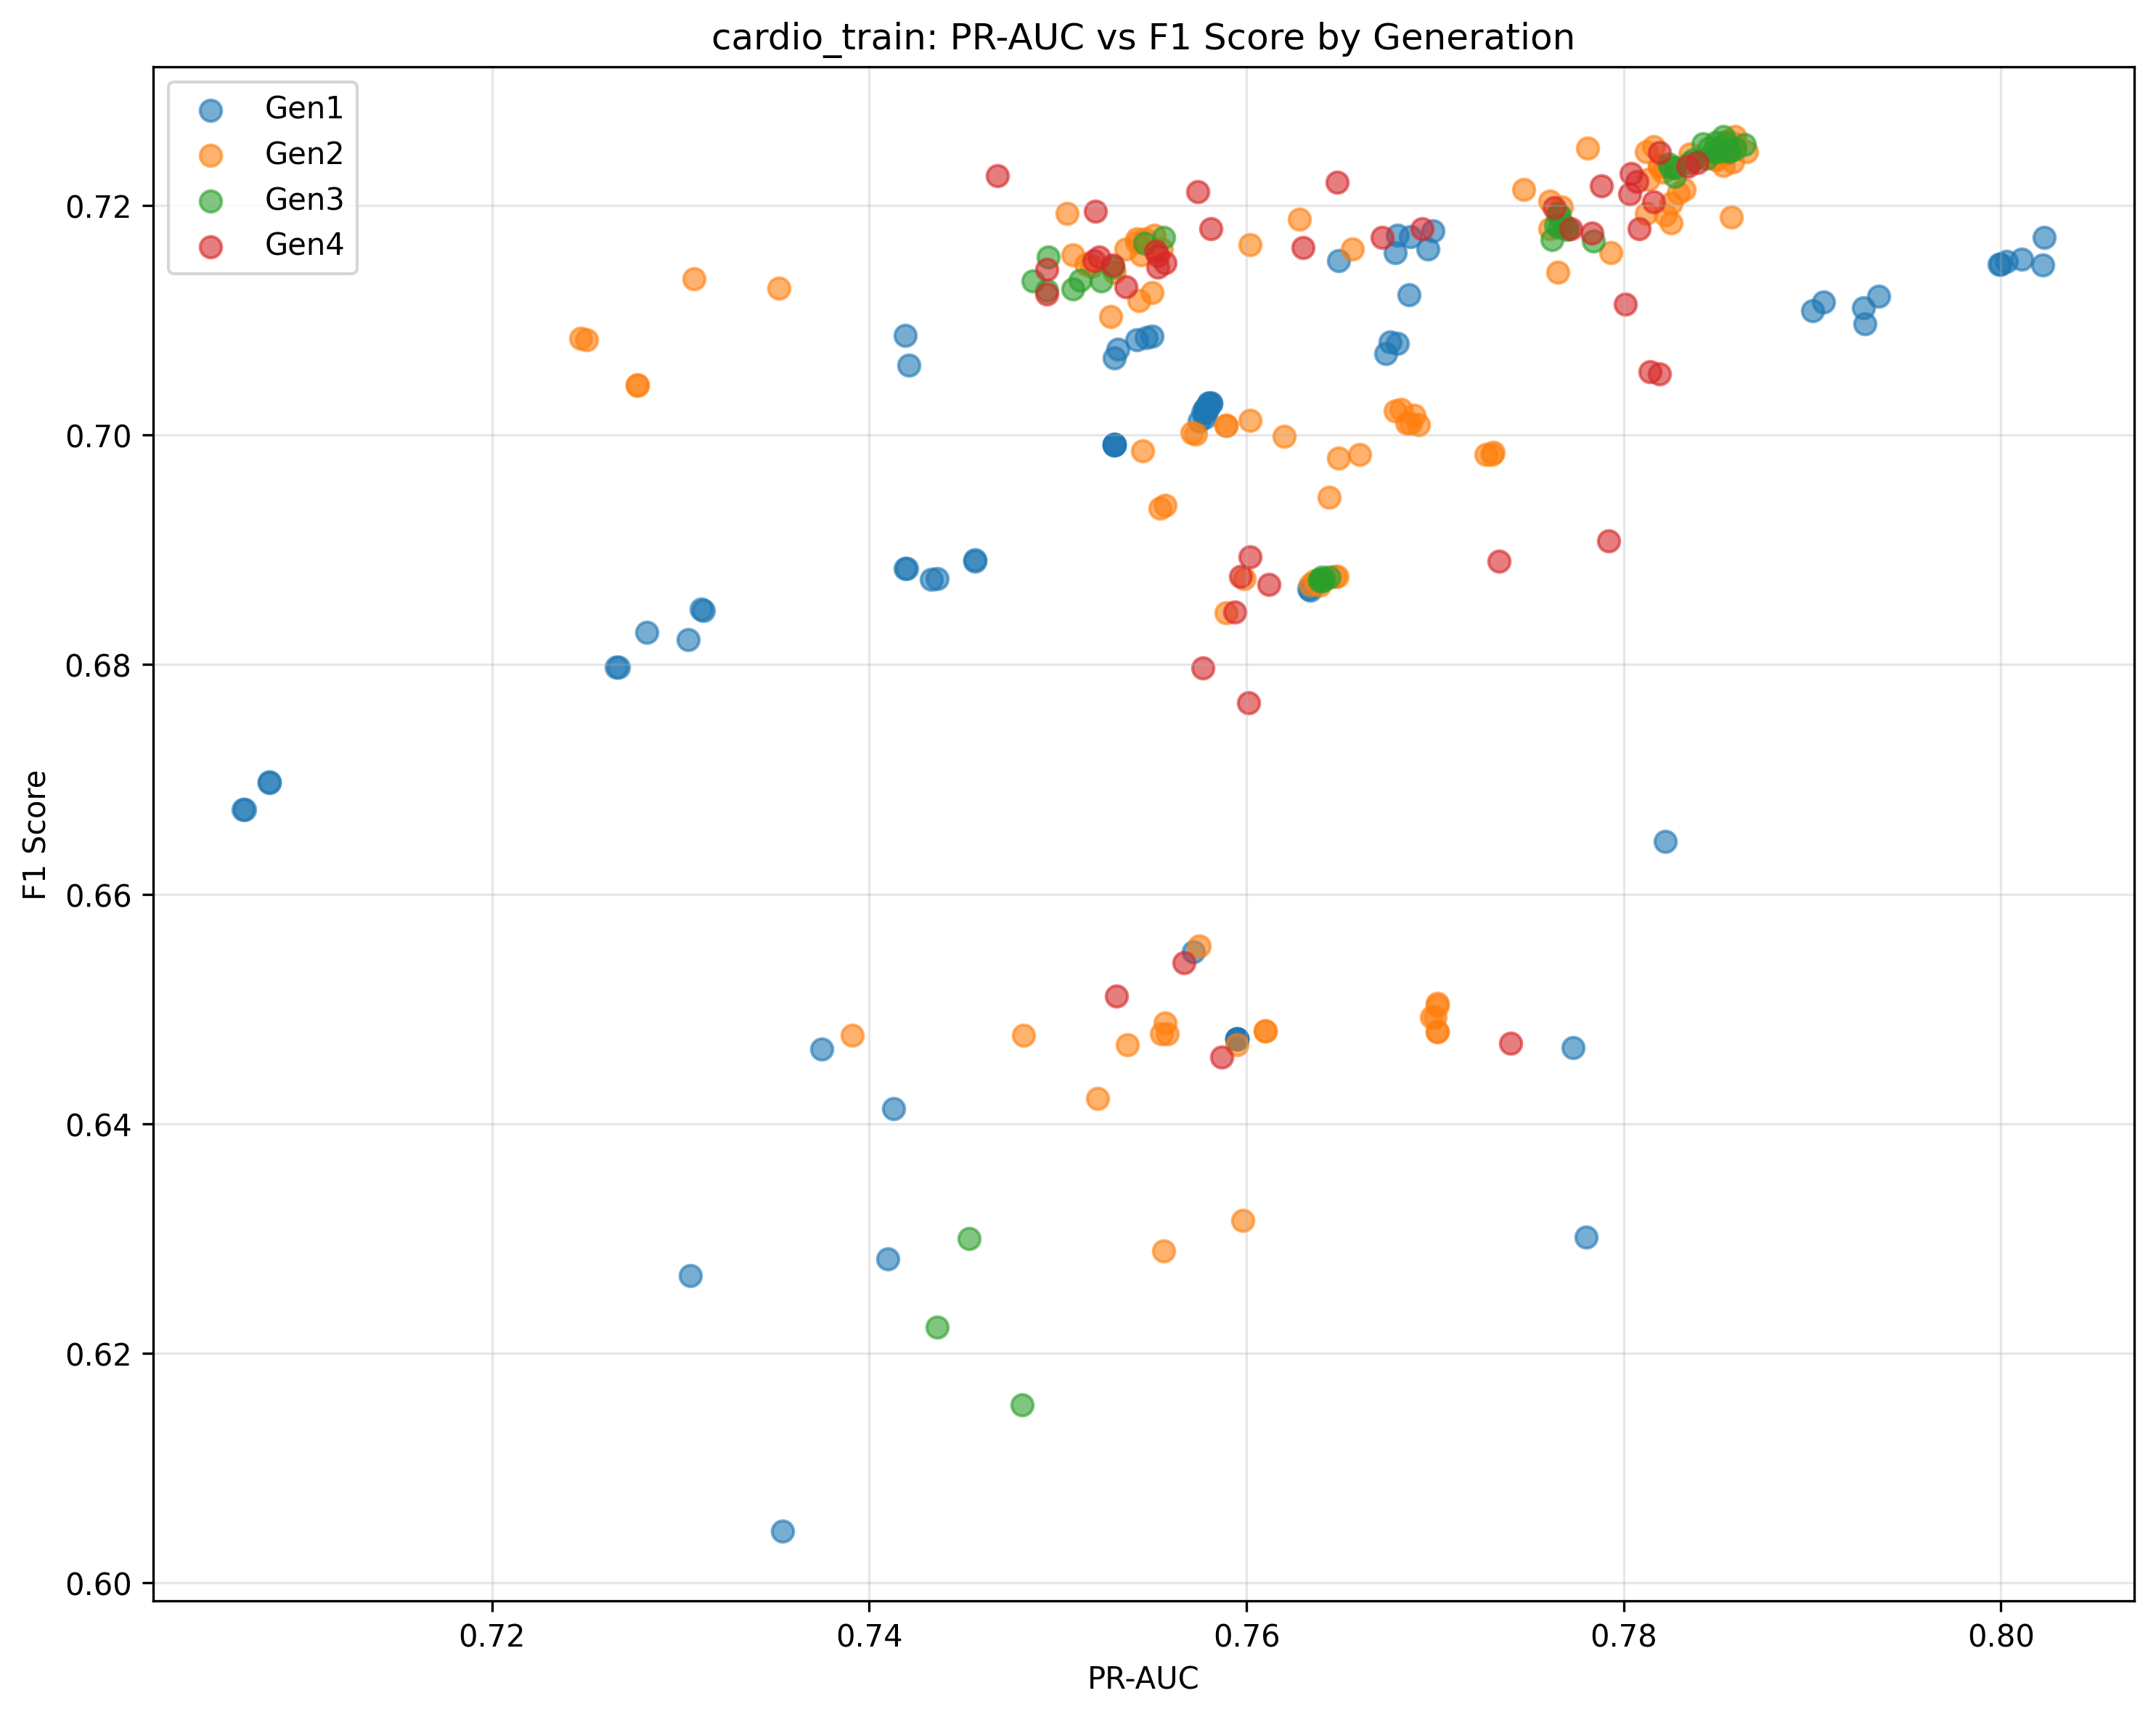 cardio_train: PR-AUC vs F1 Score by Generation
Gen1
Gen2
Gen3
Gen4
F1 Score
0.72
0.70
0.68
0.66
0.64
0.62
0.60
0.72 0.74 0.76 0.78 0.80
PR-AUC